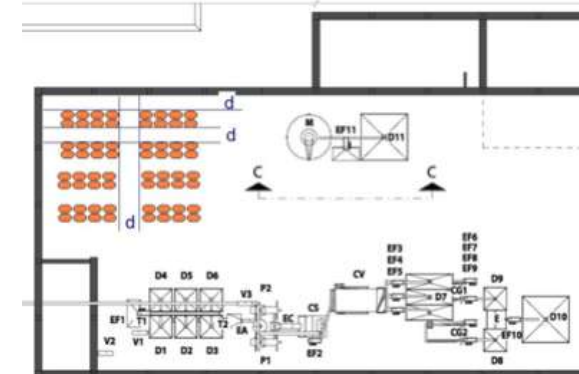 d
M
EF11
D11
d
C C
d
EF3
EF4
EF5
EF6
EF7
EF8
EF9
D4 D5 D6
V3
P2
CV
D7
CG1
D9
EF1
T1
T2
EA
EC
CS
E
EF10
D10
V2
V1
D1 D2 D3
P1
EF2
CG2
D8